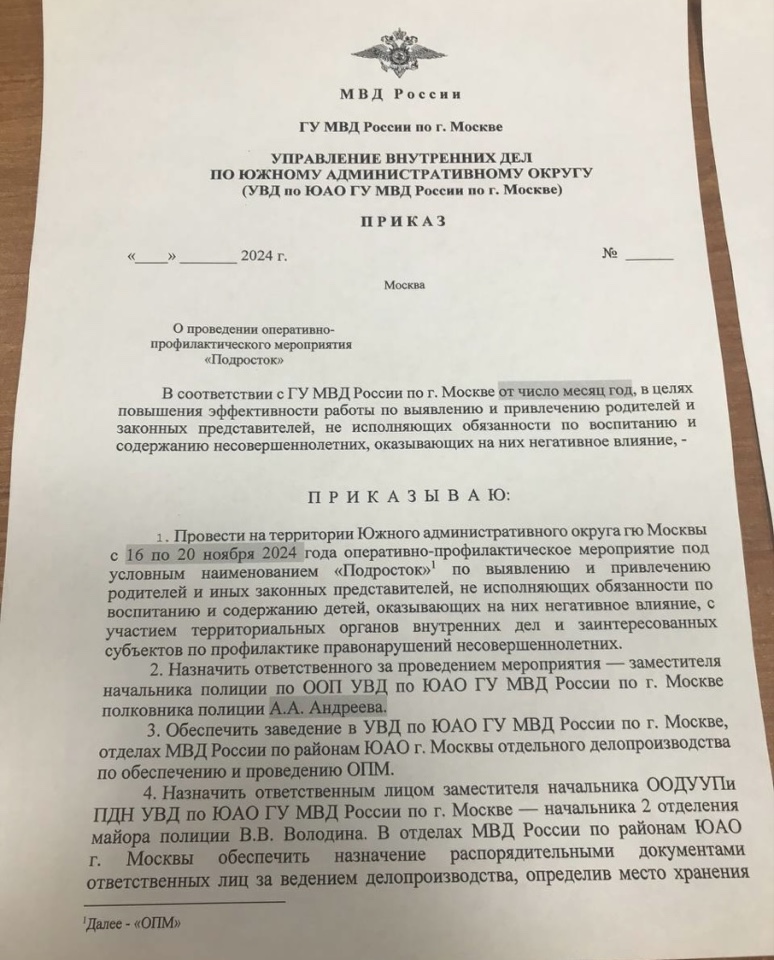 МВД России
ГУ МВД России по г. Москве
УПРАВЛЕНИЕ ВНУТРЕННИХ ДЕЛ
ПО ЮЖНОМУ АДМИНИСТРАТИВНОМУ ОКРУГУ
(УВД по ЮАО ГУ МВД России по г. Москве)
ПРИКАЗ
«____» _______ 2024 г. № ______
Москва
О проведении оперативно-
профилактического мероприятия
«Подросток»
В соответствии с ГУ МВД России по г. Москве от число месяц год, в целях
повышения эффективности работы по выявлению и привлечению родителей и
законных представителей, не исполняющих обязанности по воспитанию и
содержанию несовершеннолетних, оказывающих на них негативное влияние, -
ПРИКАЗЫВАЮ:
1. Провести на территории Южного административного округа гю Москвы
с 16 по 20 ноября 2024 года оперативно-профилактическое мероприятие под
условным наименованием «Подросток»¹ по выявлению и привлечению
родителей и иных законных представителей, не исполняющих обязанности по
воспитанию и содержанию детей, оказывающих на них негативное влияние, с
участием территориальных органов внутренних дел и заинтересованных
субъектов по профилактике правонарушений несовершеннолетних.
2. Назначить ответственного за проведением мероприятия — заместителя
начальника полиции по ООП УВД по ЮАО ГУ МВД России по г. Москве
полковника полиции А.А. Андреева.
3. Обеспечить заведение в УВД по ЮАО ГУ МВД России по г. Москве,
отделах МВД России по районам ЮАО г. Москвы отдельного делопроизводства
по обеспечению и проведению ОПМ.
4. Назначить ответственным лицом заместителя начальника ООДУУПи
ПДН УВД по ЮАО ГУ МВД России по г. Москве — начальника 2 отделения
майора полиции В.В. Володина. В отделах МВД России по районам ЮАО
г. Москвы обеспечить назначение распорядительными документами
ответственных лиц за ведением делопроизводства, определив место хранения
¹Далее - «ОПМ»